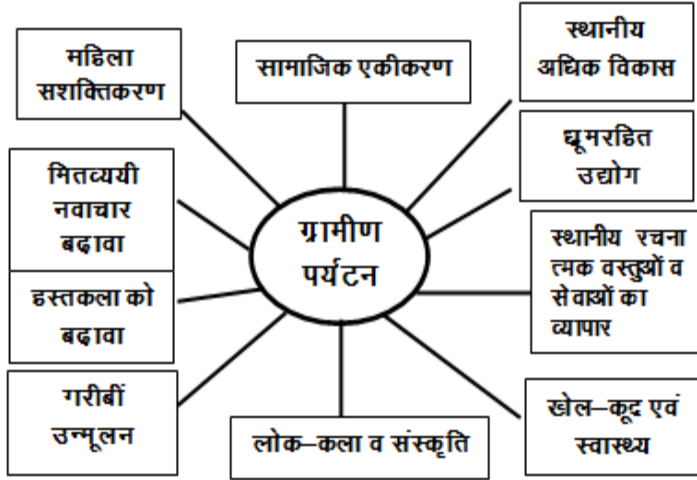 महिला
सशक्तिकरण
सामाजिक एकीकरण
स्थानीय
अधिक विकास
धूमरहित
उद्योग
मितव्ययी
नवाचार
बढ़ावा
ग्रामीण
पर्यटन
स्थानीय रचना
त्मक वस्तुओं व
सेवाओं का
व्यापार
हस्तकला को
बढ़ावा
गरीबीं
उन्मूलन
लोक–कला व संस्कृति
खेल–कूद एवं
स्वास्थ्य